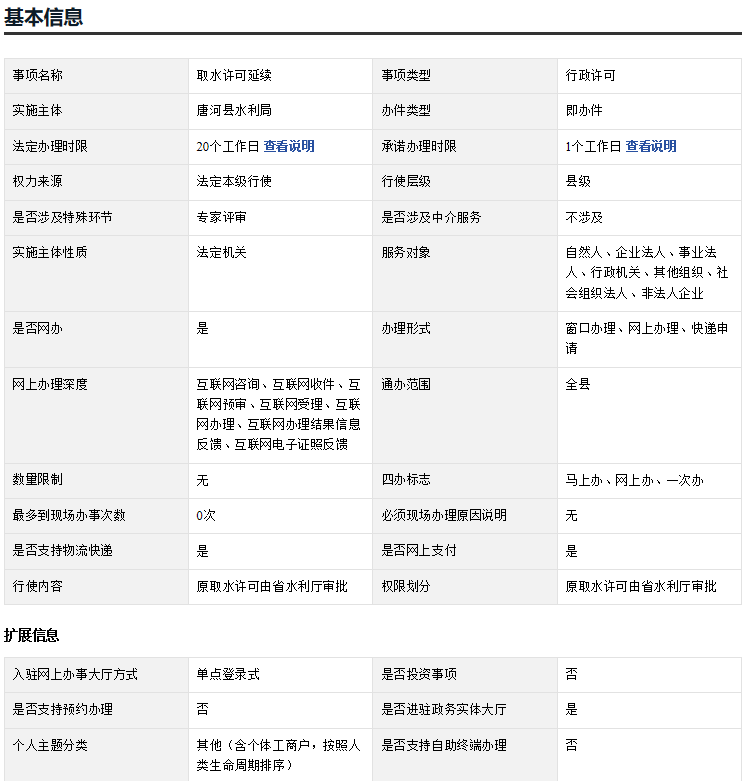 基本信息
事项名称 取水许可延续 事项类型 行政许可
实施主体 唐河县水利局 办件类型 即办件
法定办理时限 20个工作日 查看说明 承诺办理时限 1个工作日 查看说明
权力来源 法定本级行使 行使层级 县级
是否涉及特殊环节 专家评审 是否涉及中介服务 不涉及
实施主体性质 法定机关 服务对象 自然人、企业法人、事业法
人、行政机关、其他组织、社
会组织法人、非法人企业
是否网办 是 办理形式 窗口办理、网上办理、快递申
请
网上办理深度 互联网咨询、互联网收件、互 通办范围 全县
联网预审、互联网受理、互联
网办理、互联网办理结果信息
反馈、互联网电子证照反馈
数量限制 无 四办标志 马上办、网上办、一次办
最多到现场办事次数 0次 必须现场办理原因说明 无
是否支持物流快递 是 是否网上支付 是
行使内容 原取水许可由省水利厅审批 权限划分 原取水许可由省水利厅审批
扩展信息
入驻网上办事大厅方式 单点登录式 是否投资事项 否
是否支持预约办理 否 是否进驻政务实体大厅 是
个人主题分类 其他（含个体工商户，按照人 是否支持自助终端办理 否
类生命周期排序）